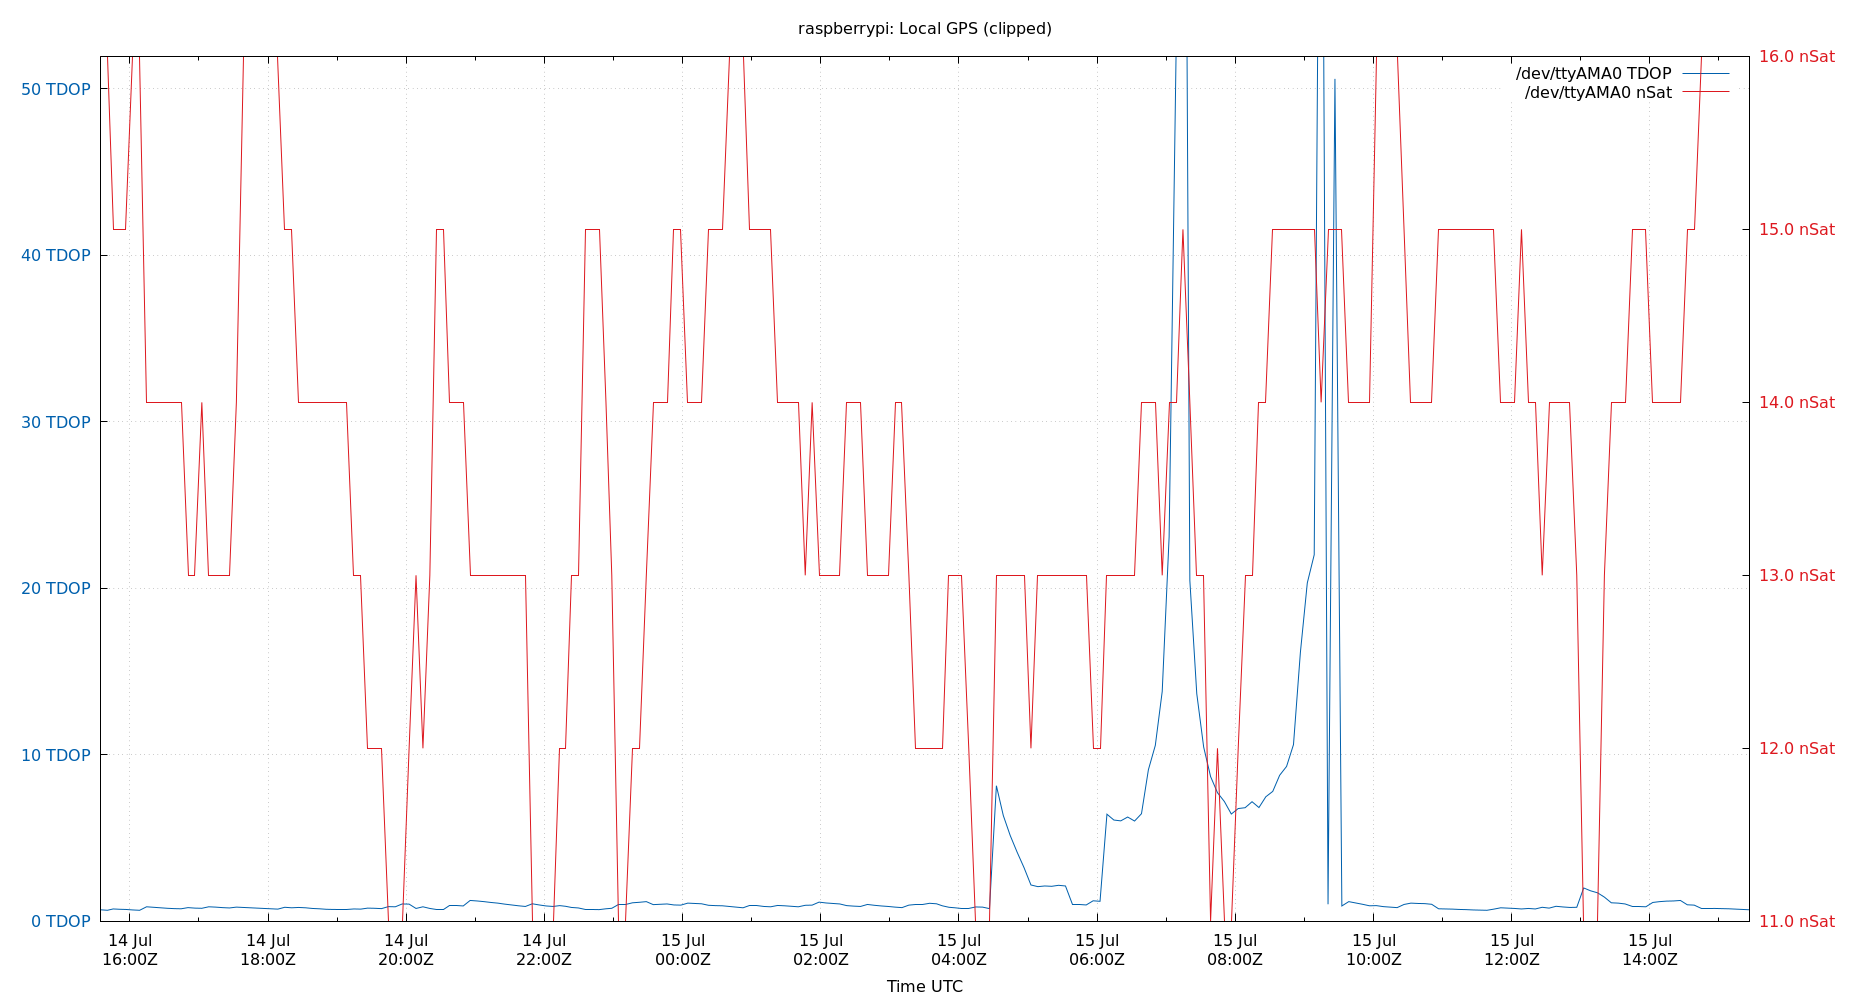 raspberrypi: Local GPS (clipped)
16.0 nSat
/dev/ttyAMA0 TDOP
50 TDOP
/dev/ttyAMA0 nSat
15.0 nSat
40 TDOP
14.0 nSat
30 TDOP
13.0 nSat
20 TDOP
12.0 nSat
10 TDOP
0 TDOP
11.0 nSat
14 Jul 14 Jul 14 Jul 14 Jul 15 Jul 15 Jul 15 Jul 15 Jul 15 Jul 15 Jul 15 Jul 15 Jul
16:00Z 18:00Z 20:00Z 22:00Z 00:00Z 02:00Z 04:00Z 06:00Z 08:00Z 10:00Z 12:00Z 14:00Z
Time UTC